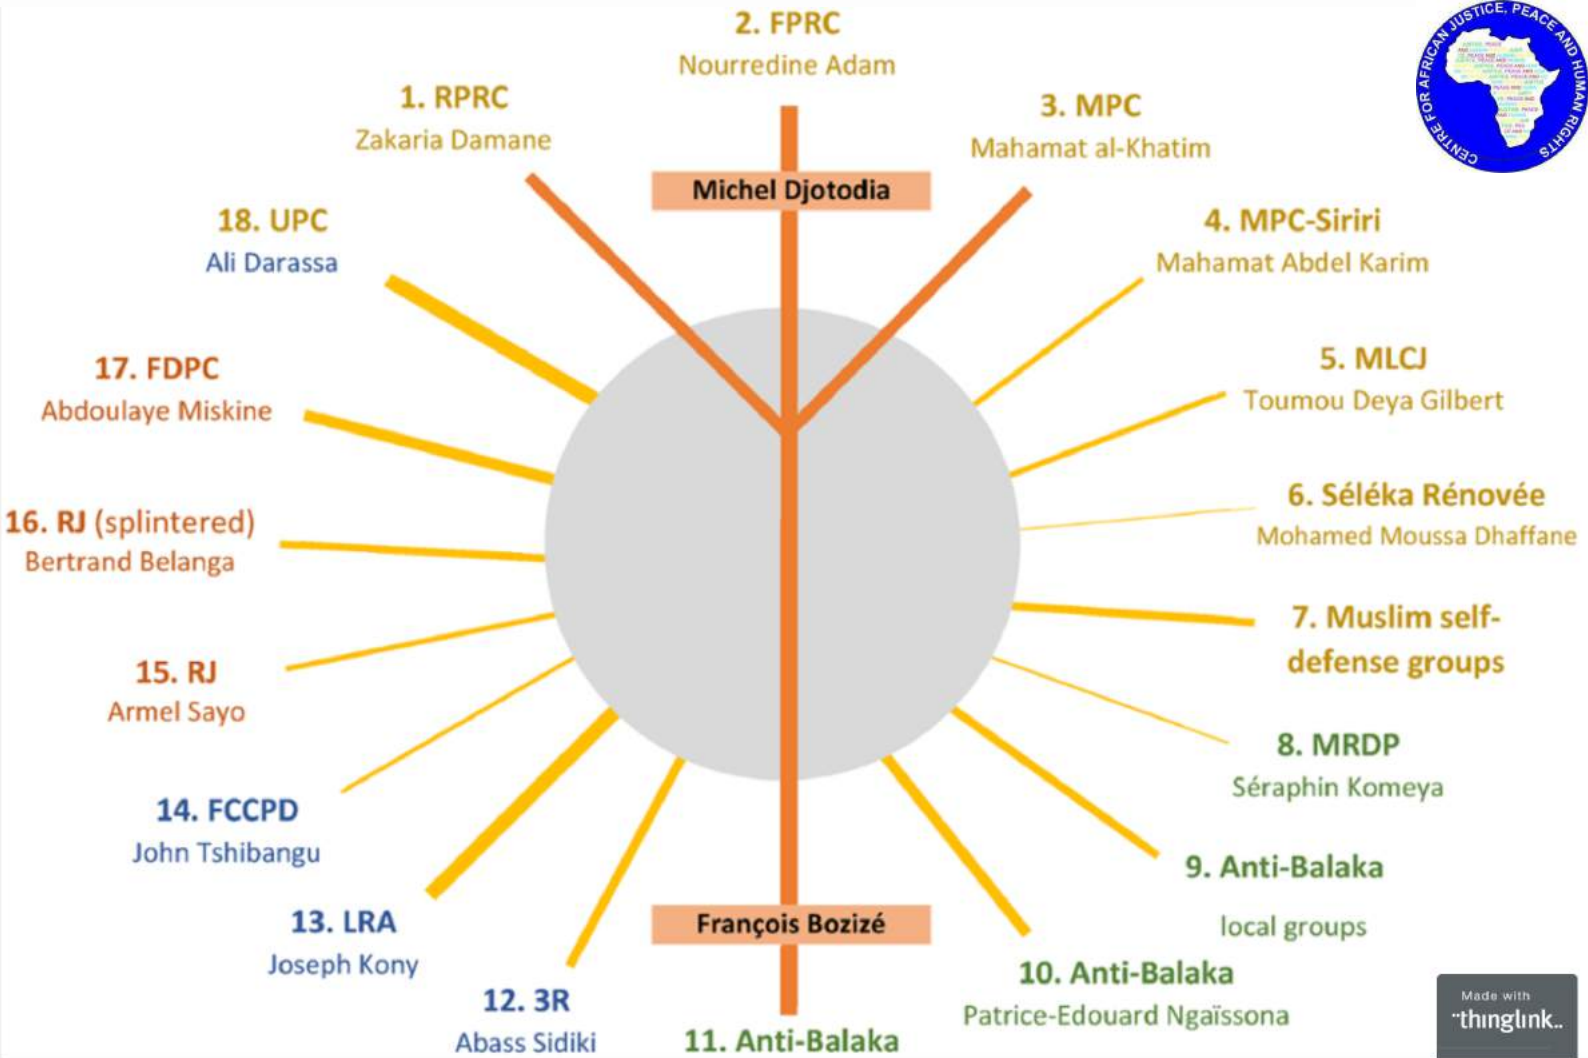 2. FPRC
Nourredine Adam
1. RPRC
Zakaria Damane
3. MPC
Mahamat al-Khatim
CENTRE FOR AFRICAN JUSTICE, PEACE AND HUMAN RIGHTS
Michel Djotodia
18. UPC
Ali Darassa
4. MPC-Siriri
Mahamat Abdel Karim
17. FDPC
Abdoulaye Miskine
5. MLCJ
Toumou Deya Gilbert
16. RJ (splintered)
Bertrand Belanga
6. Séléka Rénovée
Mohamed Moussa Dhaffane
7. Muslim self-
defense groups
15. RJ
Armel Sayo
8. MRDP
Séraphin Komeya
14. FCCPD
John Tshibangu
9. Anti-Balaka
local groups
13. LRA
Joseph Kony
François Bozizé
10. Anti-Balaka
Patrice-Edouard Ngaïssona
12. 3R
Abass Sidiki
11. Anti-Balaka
Made with
thinglink..